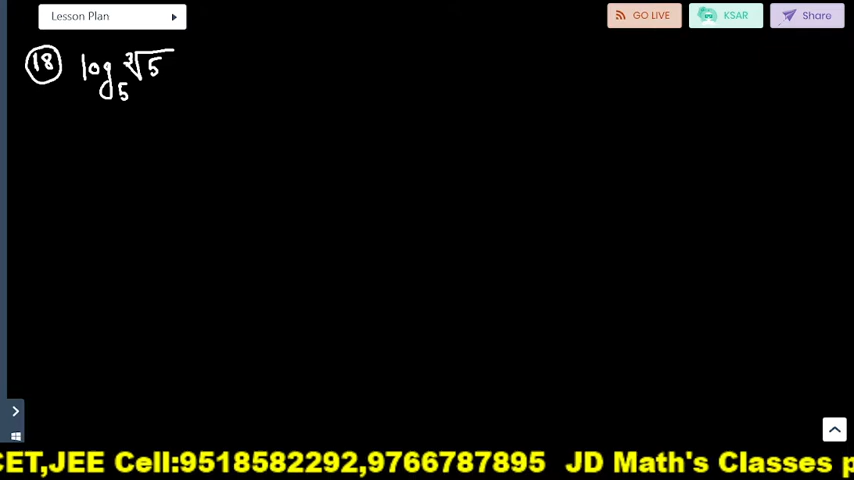 Lesson Plan
GO LIVE
KSAR
Share
18 log₅ ∛5
CET,JEE Cell:9518582292,9766787895 JD Math's Classes p